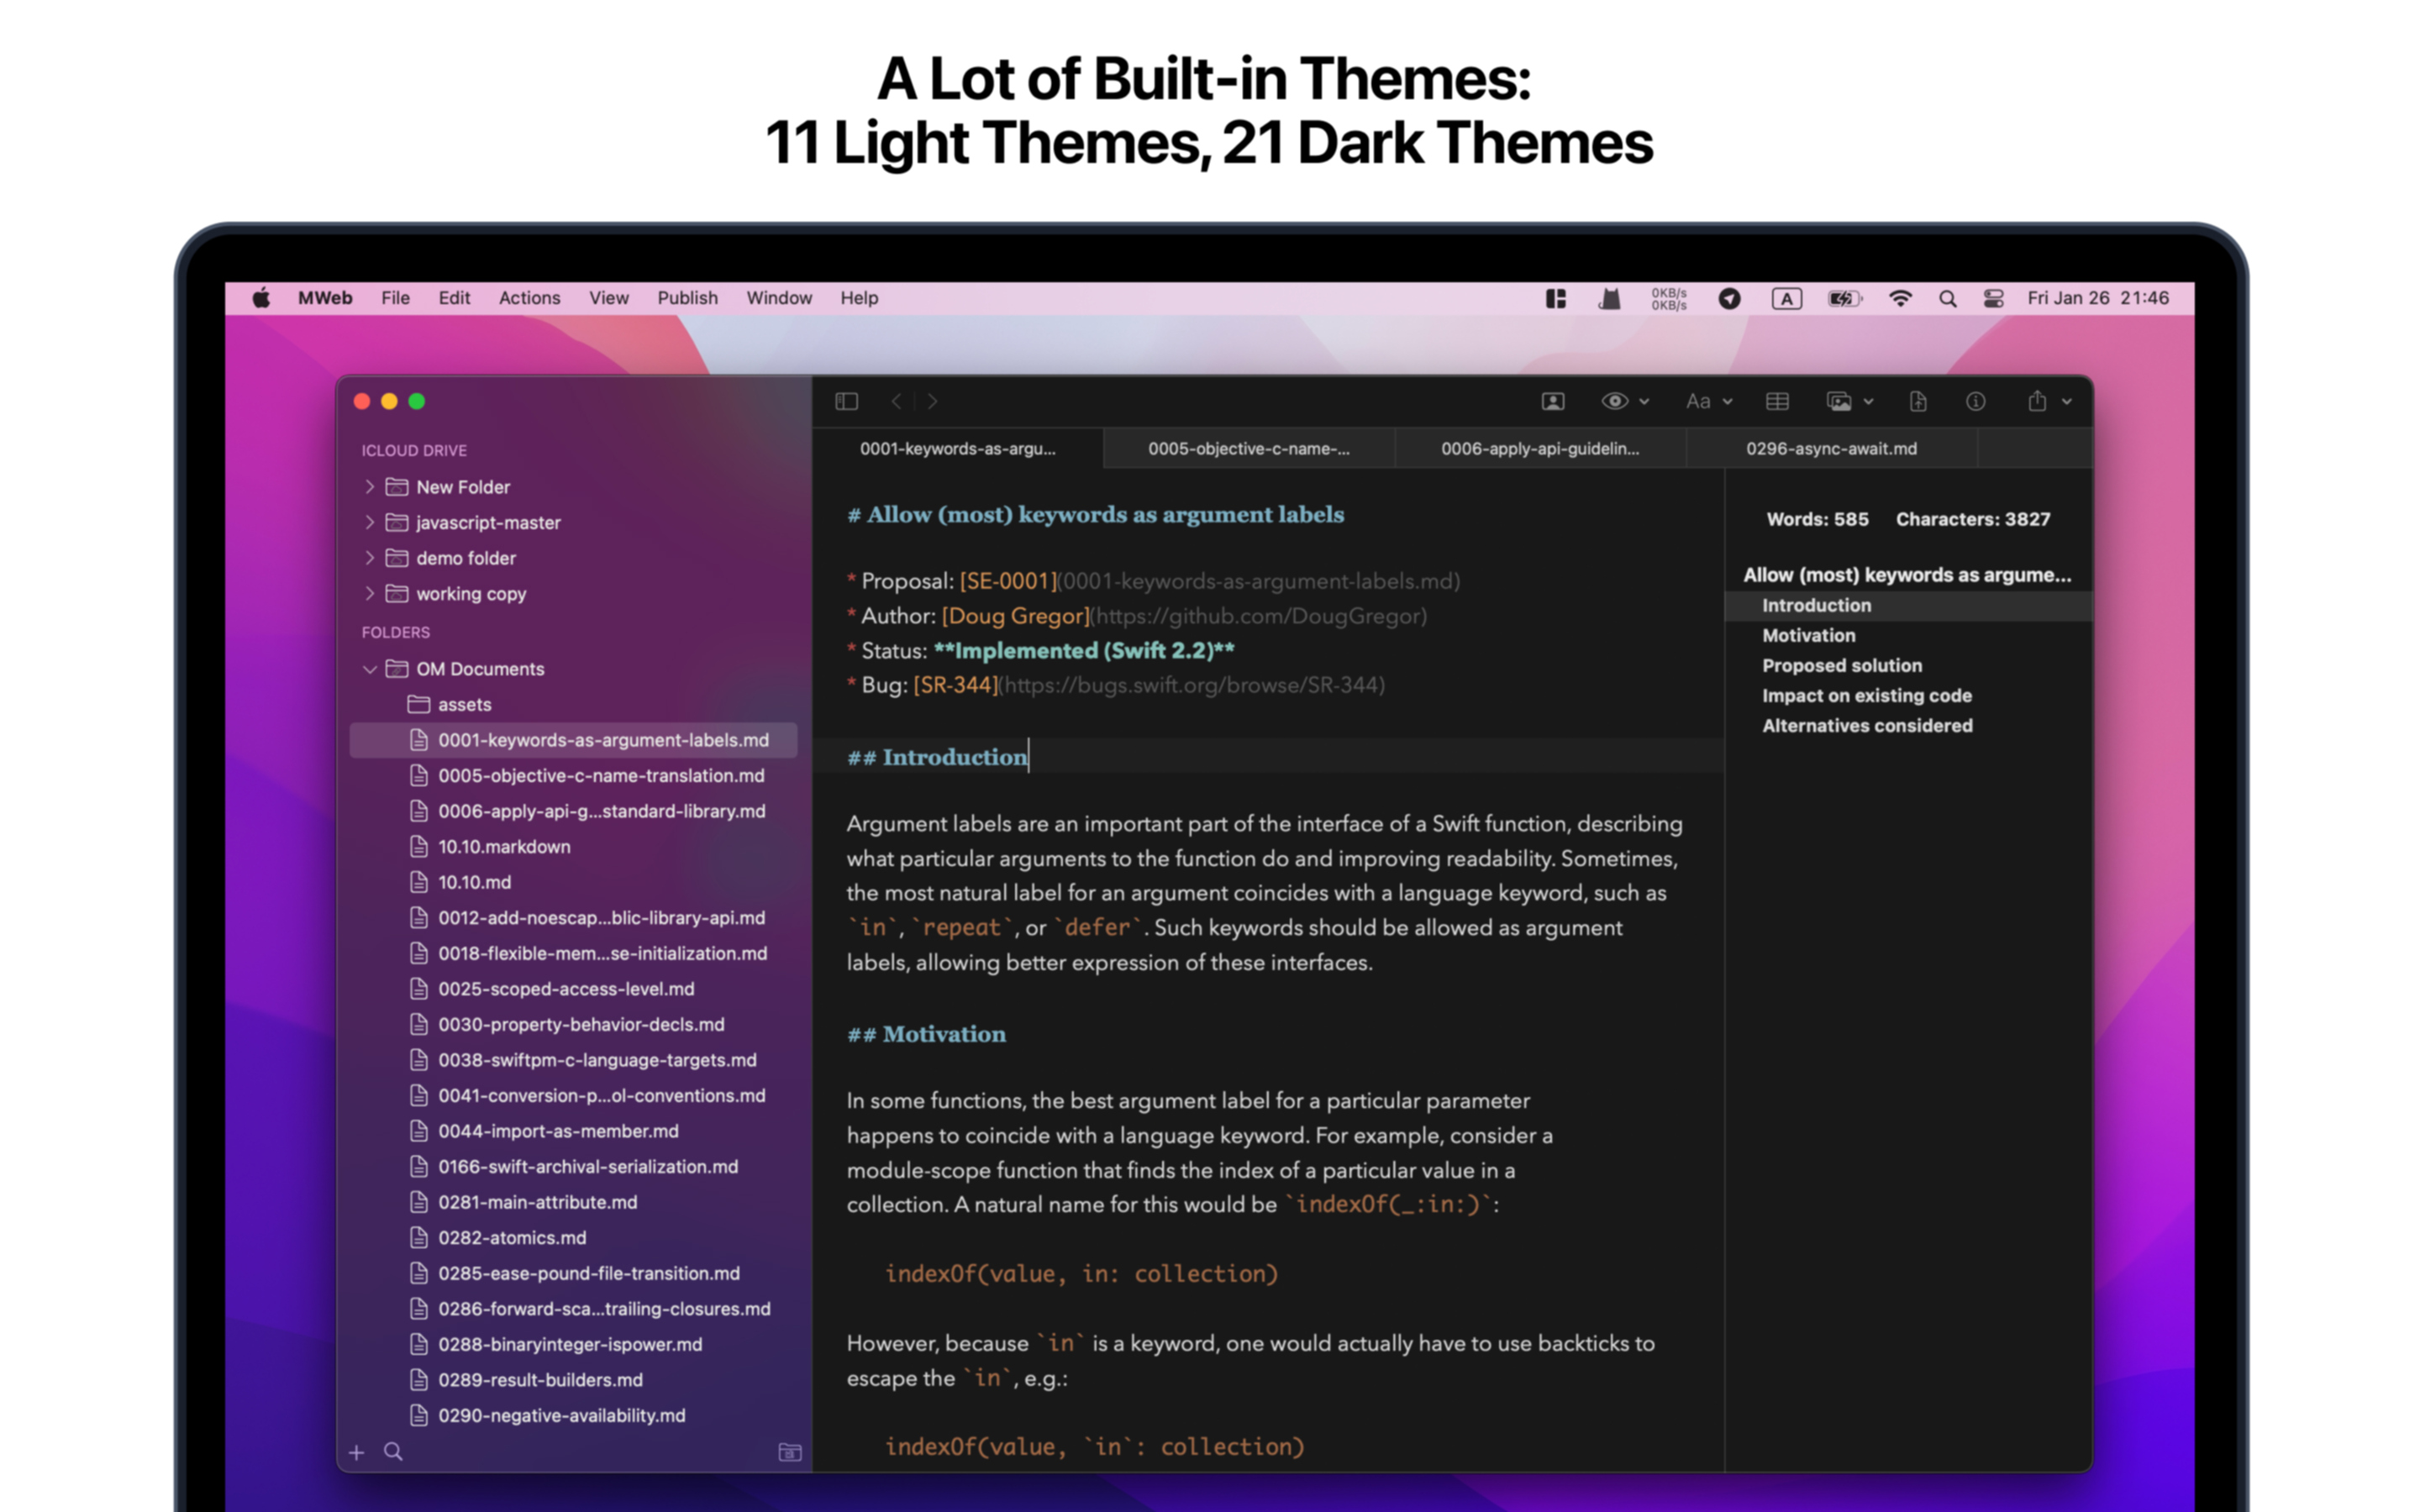 A Lot of Built-in Themes:
11 Light Themes, 21 Dark Themes
MWeb File Edit Actions View Publish Window Help
0KB/s
0KB/s
A
Fri Jan 26 21:46
ICLOUD DRIVE
New Folder
javascript-master
demo folder
working copy
FOLDERS
OM Documents
assets
0001-keywords-as-argument-labels.md
0005-objective-c-name-translation.md
0006-apply-api-g...standard-library.md
10.10.markdown
10.10.md
0012-add-noescap...blic-library-api.md
0018-flexible-mem...se-initialization.md
0025-scoped-access-level.md
0030-property-behavior-decls.md
0038-swiftpm-c-language-targets.md
0041-conversion-p...ol-conventions.md
0044-import-as-member.md
0166-swift-archival-serialization.md
0281-main-attribute.md
0282-atomics.md
0285-ease-pound-file-transition.md
0286-forward-sca...trailing-closures.md
0288-binaryinteger-ispower.md
0289-result-builders.md
0290-negative-availability.md
Aa
0001-keywords-as-argu... 0005-objective-c-name-... 0006-apply-api-guidelin... 0296-async-await.md
# Allow (most) keywords as argument labels
* Proposal: [SE-0001](0001-keywords-as-argument-labels.md)
* Author: [Doug Gregor](https://github.com/DougGregor)
* Status: **Implemented (Swift 2.2)**
* Bug: [SR-344](https://bugs.swift.org/browse/SR-344)
## Introduction
Argument labels are an important part of the interface of a Swift function, describing
what particular arguments to the function do and improving readability. Sometimes,
the most natural label for an argument coincides with a language keyword, such as
`in`, `repeat`, or `defer`. Such keywords should be allowed as argument
labels, allowing better expression of these interfaces.
## Motivation
In some functions, the best argument label for a particular parameter
happens to coincide with a language keyword. For example, consider a
module-scope function that finds the index of a particular value in a
collection. A natural name for this would be `indexOf(_:in:)`:
indexOf(value, in: collection)
However, because `in` is a keyword, one would actually have to use backticks to
escape the `in`, e.g.:
indexOf(value, `in`: collection)
Words: 585 Characters: 3827
Allow (most) keywords as argume...
Introduction
Motivation
Proposed solution
Impact on existing code
Alternatives considered